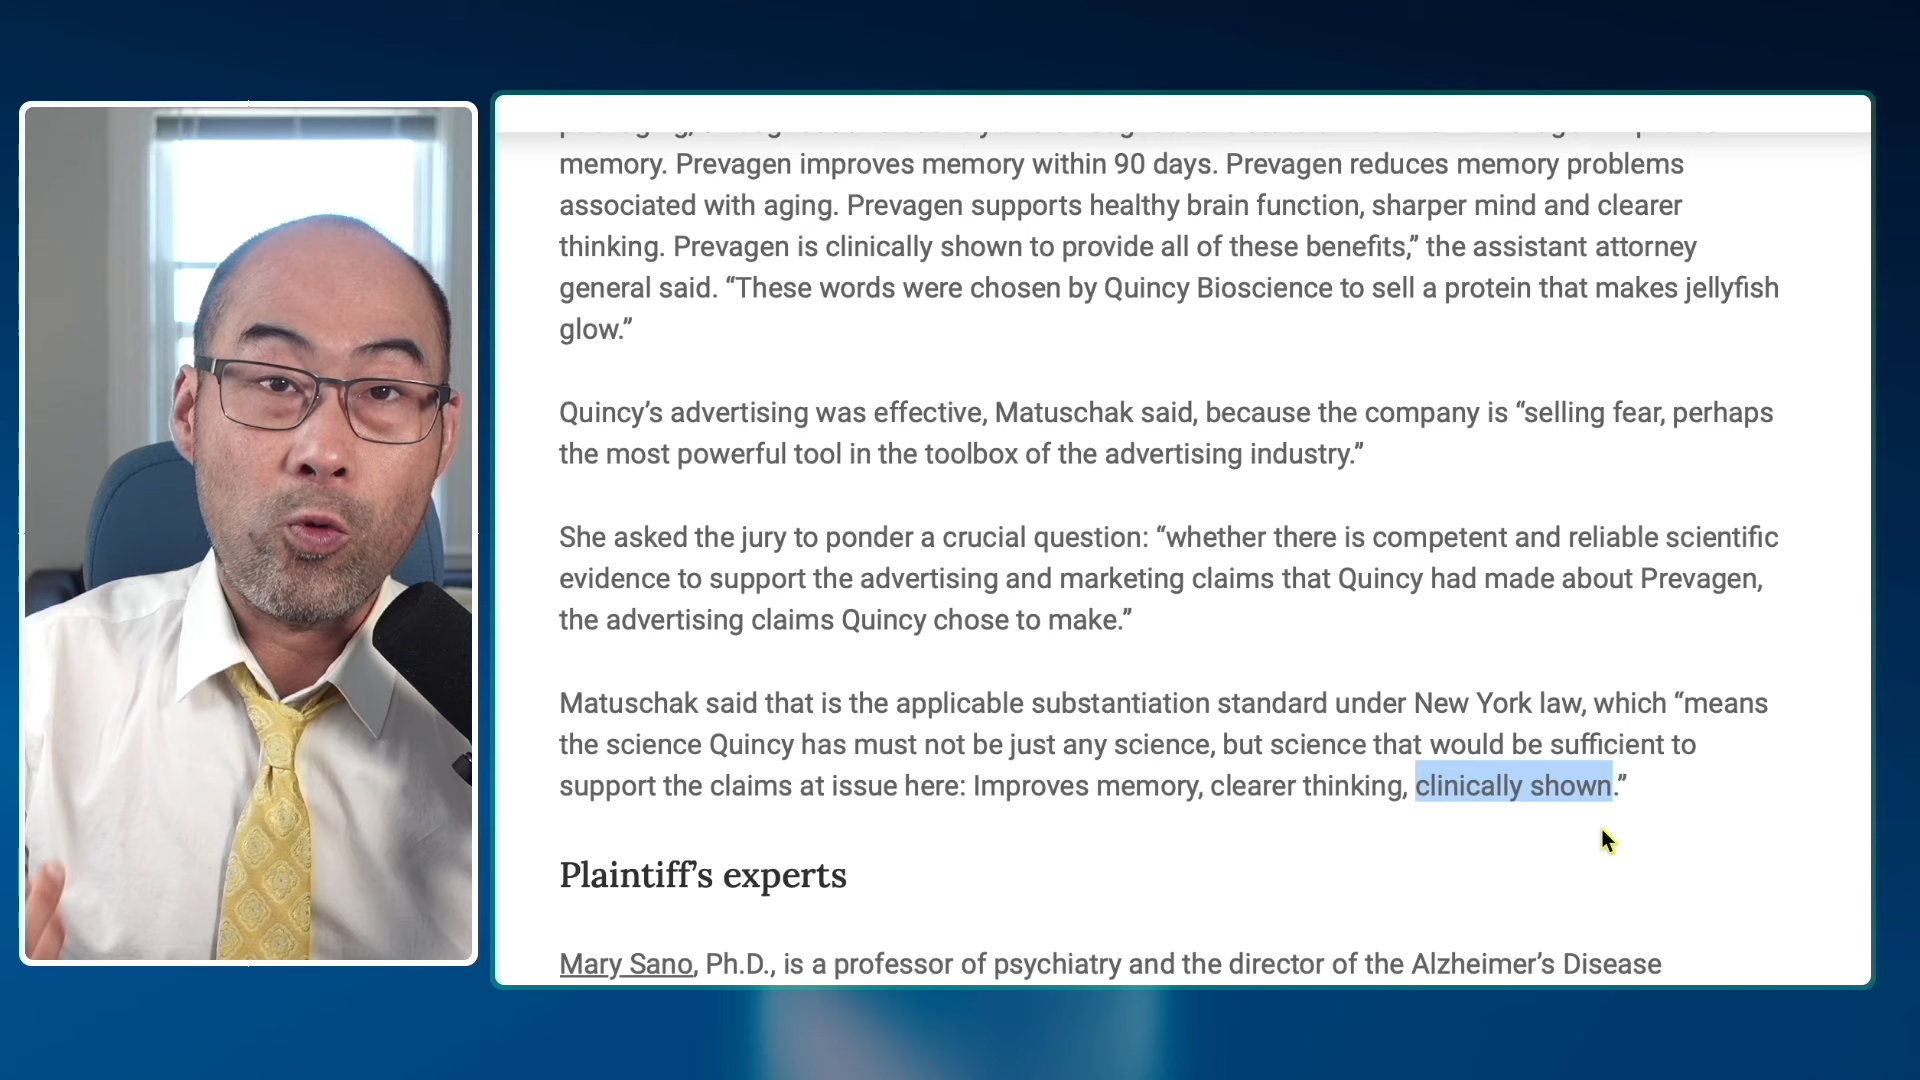 memory. Prevagen improves memory within 90 days. Prevagen reduces memory problems
associated with aging. Prevagen supports healthy brain function, sharper mind and clearer
thinking. Prevagen is clinically shown to provide all of these benefits,” the assistant attorney
general said. “These words were chosen by Quincy Bioscience to sell a protein that makes jellyfish
glow.”
Quincy’s advertising was effective, Matuschak said, because the company is “selling fear, perhaps
the most powerful tool in the toolbox of the advertising industry.”
She asked the jury to ponder a crucial question: “whether there is competent and reliable scientific
evidence to support the advertising and marketing claims that Quincy had made about Prevagen,
the advertising claims Quincy chose to make.”
Matuschak said that is the applicable substantiation standard under New York law, which “means
the science Quincy has must not be just any science, but science that would be sufficient to
support the claims at issue here: Improves memory, clearer thinking, clinically shown.”
Plaintiff’s experts
Mary Sano, Ph.D., is a professor of psychiatry and the director of the Alzheimer’s Disease